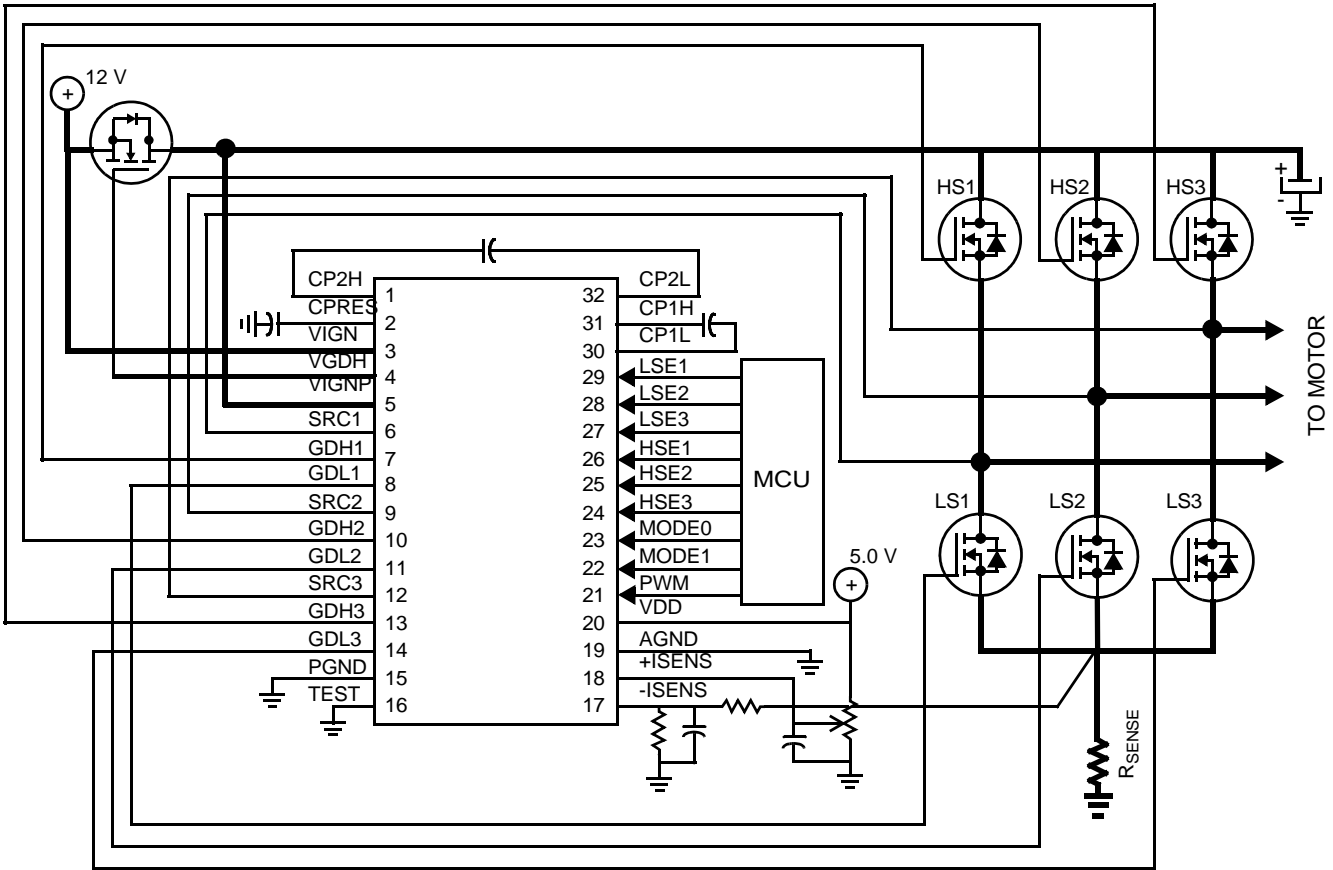 12 V
+
HS1
HS2
HS3
+
-
CP2H
1
32
CP2L
CPRES
2
31
CP1H
VIGN
3
30
CP1L
VGDH
4
29
LSE1
VIGNP
5
28
LSE2
SRC1
6
27
LSE3
GDH1
7
26
HSE1
GDL1
8
25
HSE2
SRC2
9
24
HSE3
GDH2
10
23
MODE0
GDL2
11
22
MODE1
SRC3
12
21
PWM
GDH3
13
20
VDD
GDL3
14
19
AGND
PGND
15
18
+ISENS
TEST
16
17
-ISENS
MCU
5.0 V
+
LS1
LS2
LS3
TO MOTOR
RSENSE